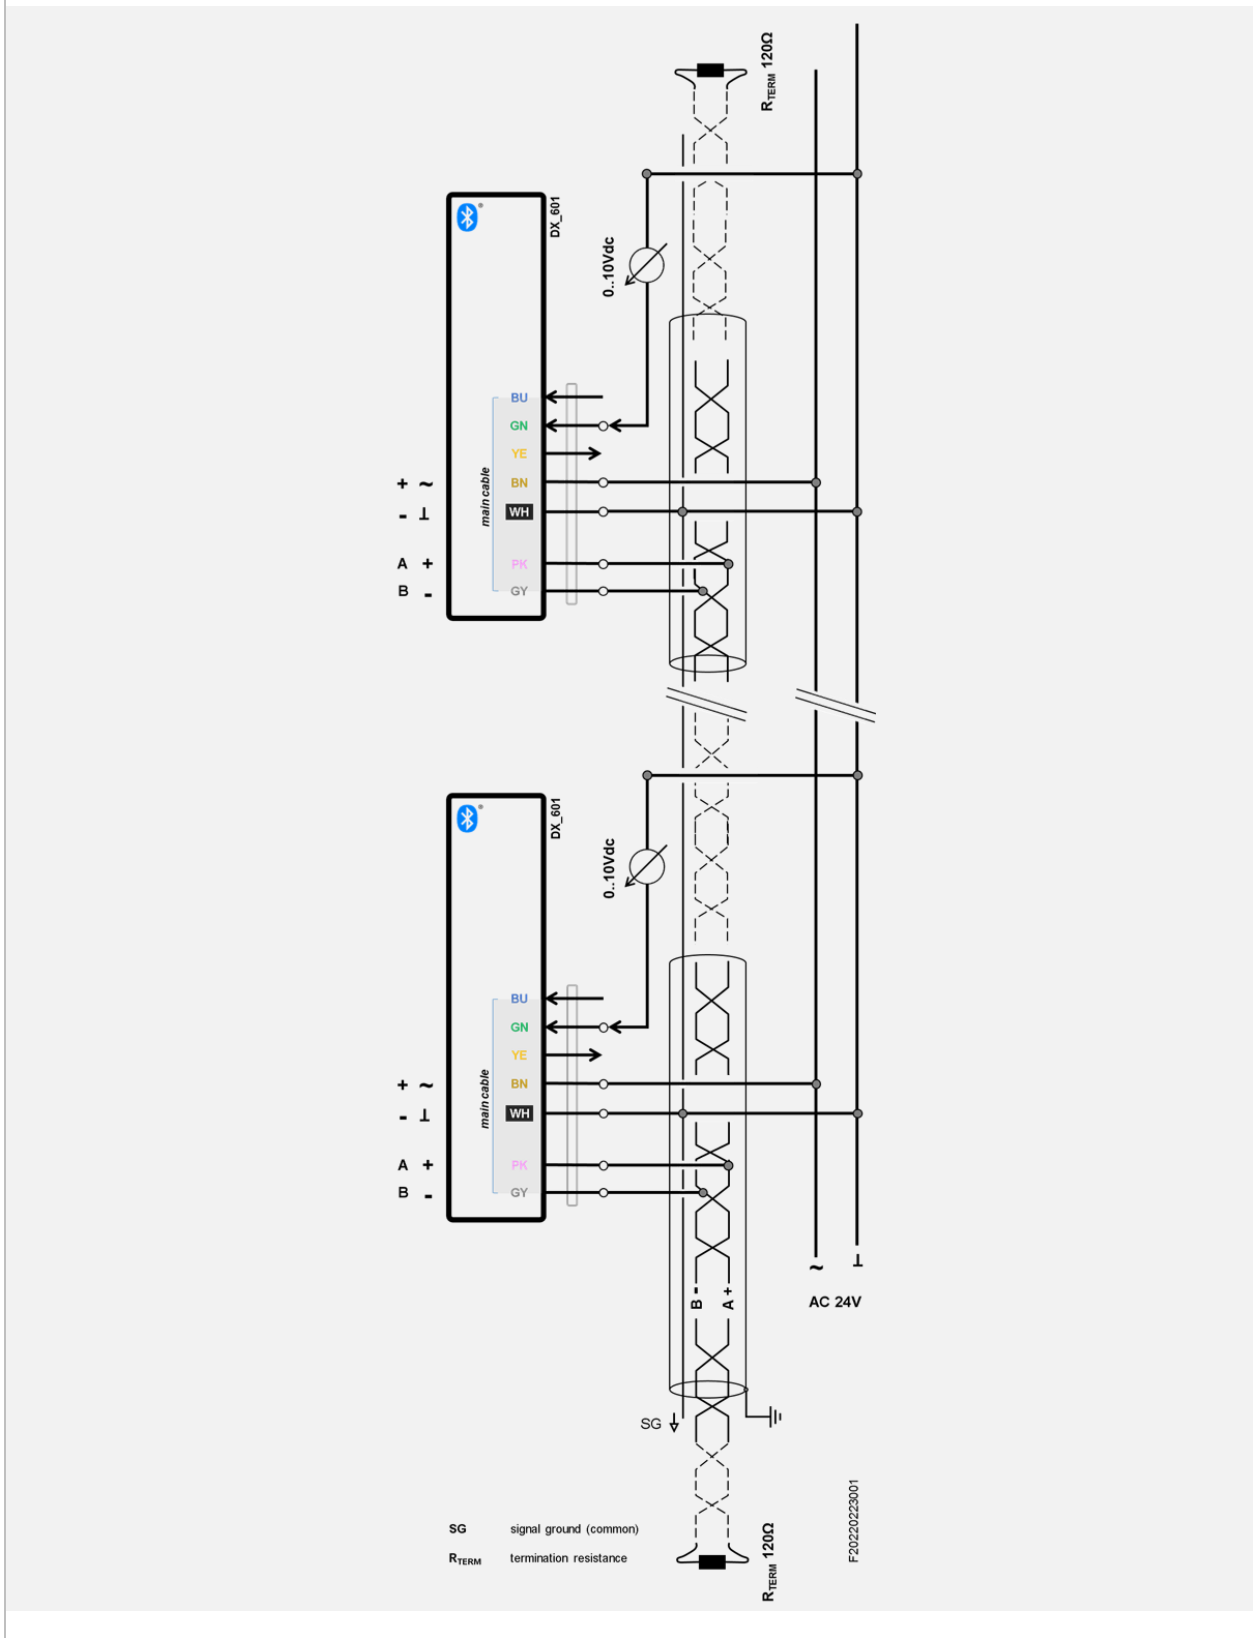 R_TERM 120Ω
DX_601
®
0..10Vdc
BU
GN
YE
+ ~ BN
- ⊥ WH
A + PK
B - GY
main cable
DX_601
®
0..10Vdc
BU
GN
YE
+ ~ BN
- ⊥ WH
A + PK
B - GY
main cable
~ ⊥
B - A +
AC 24V
SG
F20220223001
SG signal ground (common)
R_TERM termination resistance
R_TERM 120Ω